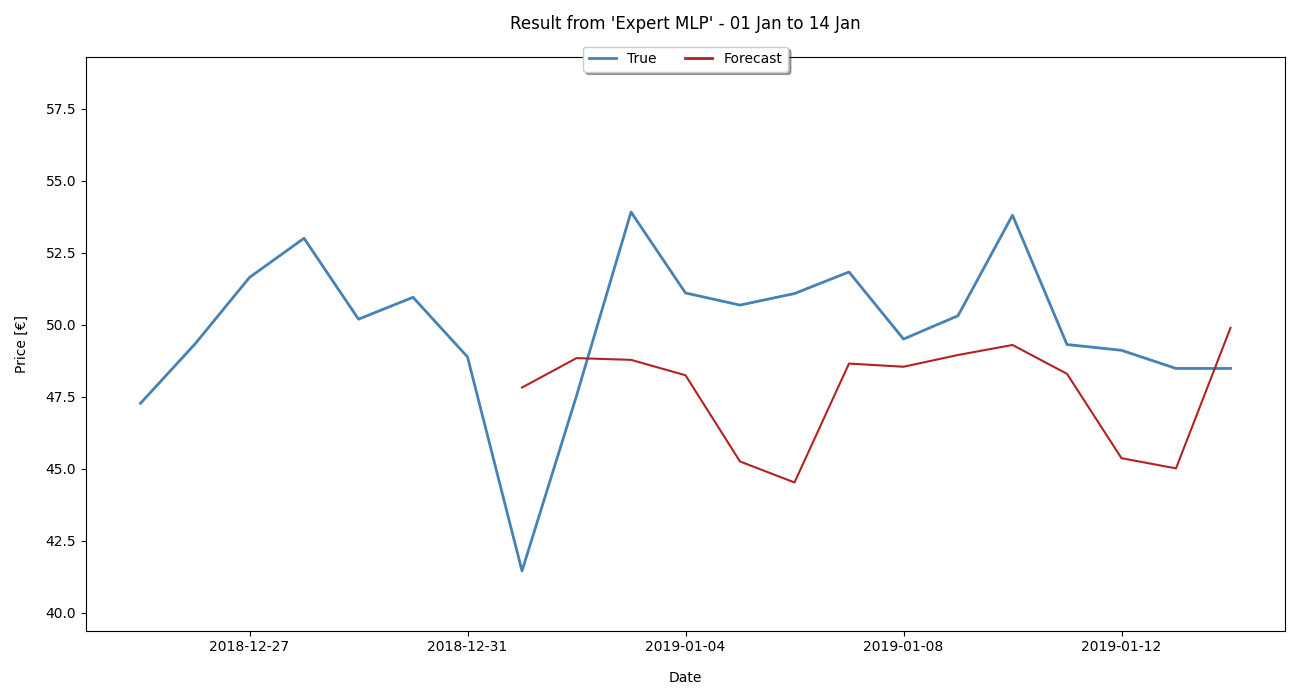 Result from 'Expert MLP' - 01 Jan to 14 Jan
True Forecast
57.5
55.0
52.5
50.0
47.5
45.0
42.5
40.0
Price [€]
2018-12-27 2018-12-31 2019-01-04 2019-01-08 2019-01-12
Date